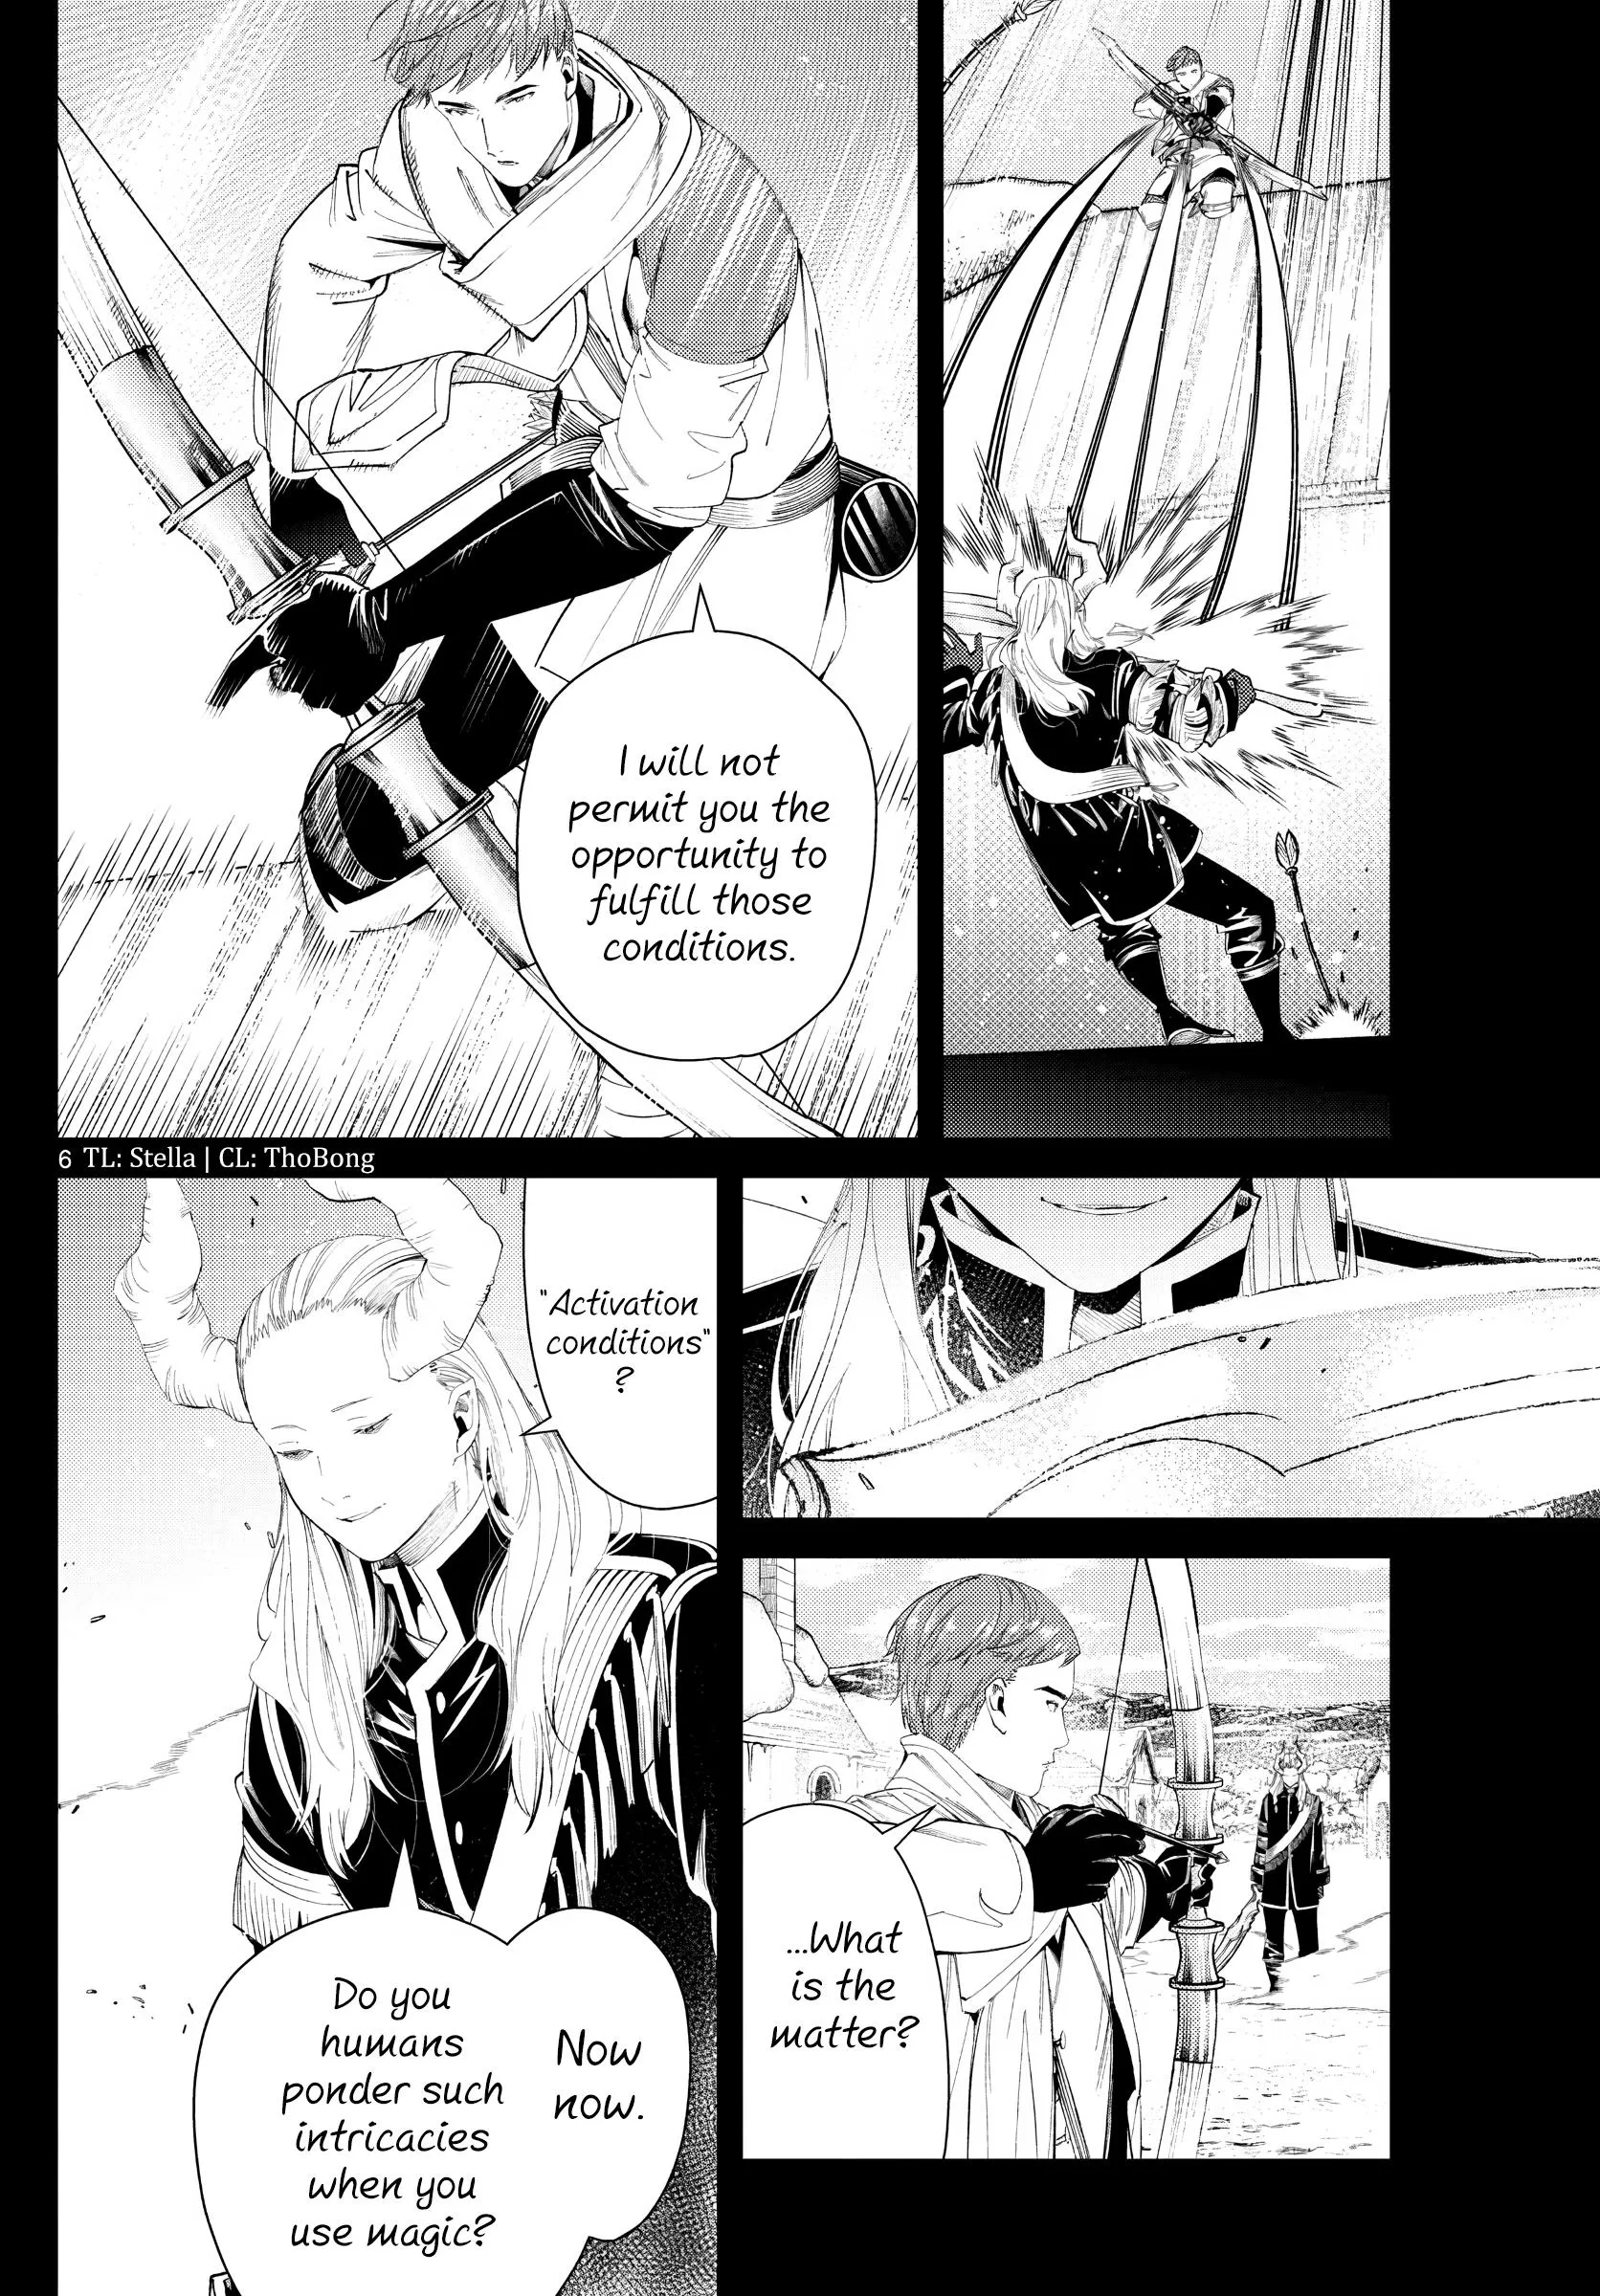 I will not
permit you the
opportunity to
fulfill those
conditions.
6 TL: Stella | CL: ThoBong
...What
is the
matter?
"Activation
conditions"
?
Now
now.
Do you
humans
ponder such
intricacies
when you
use magic?